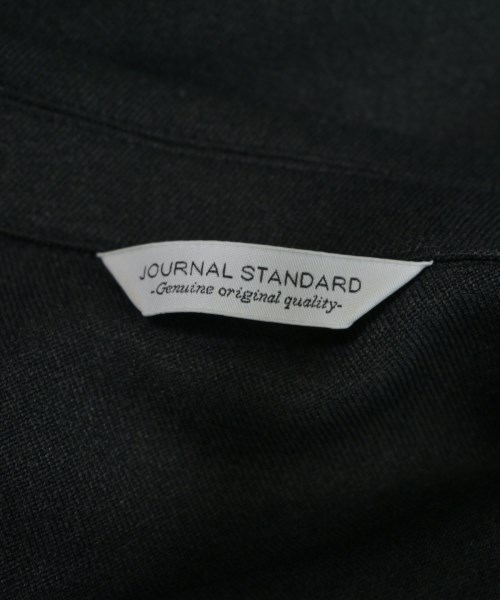 JOURNAL STANDARD
-Genuine original quality-